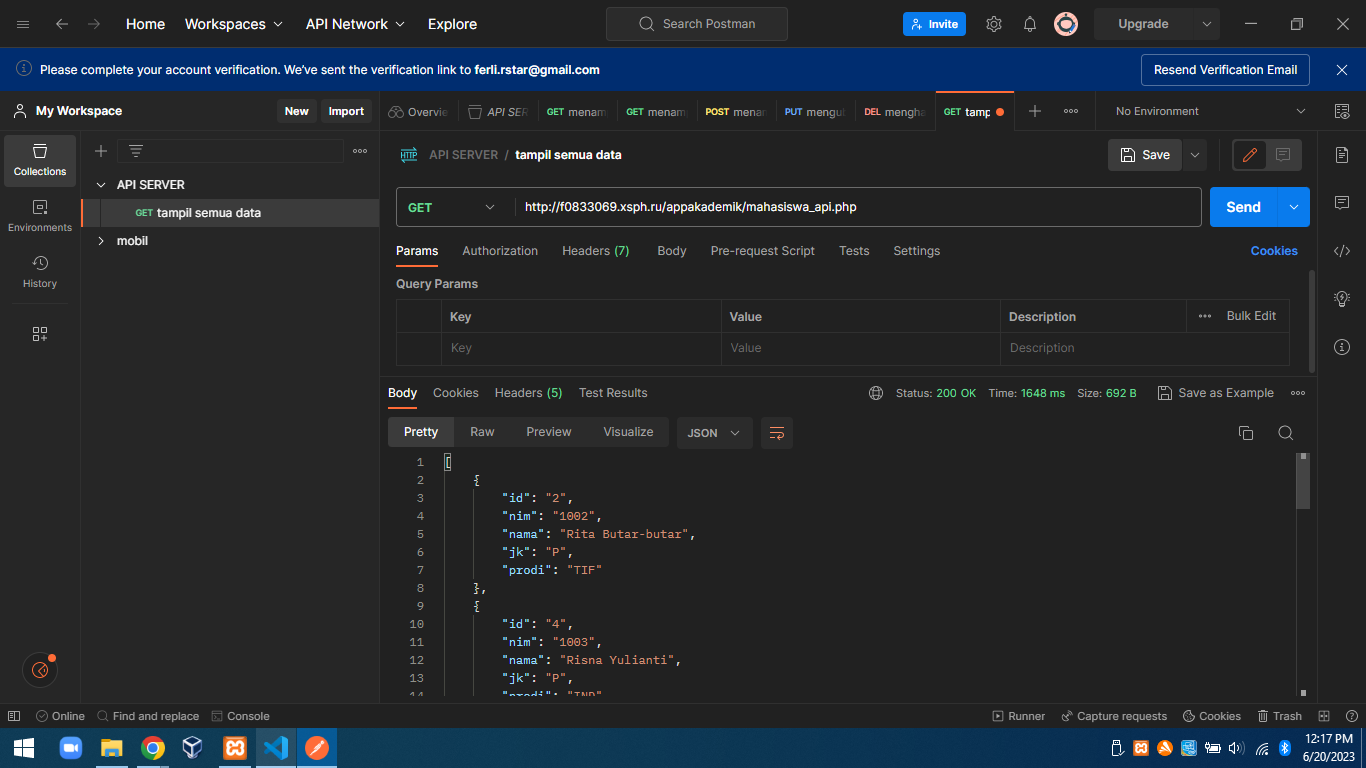 Home Workspaces API Network Explore Search Postman Invite Upgrade
Please complete your account verification. We've sent the verification link to ferli.rstar@gmail.com Resend Verification Email
My Workspace New Import Overvie API SER GET menam GET menam POST menan PUT mengu DEL mengha GET tamp No Environment
Collections
Environments
History
API SERVER
GET tampil semua data
mobil
HTTP API SERVER / tampil semua data Save
GET http://f0833069.xsph.ru/appakademik/mahasiswa_api.php Send
Params Authorization Headers (7) Body Pre-request Script Tests Settings Cookies
Query Params
Key Value Description Bulk Edit
Key Value Description
Body Cookies Headers (5) Test Results Status: 200 OK Time: 1648 ms Size: 692 B Save as Example
Pretty Raw Preview Visualize JSON
1 [
2 {
3 "id": "2",
4 "nim": "1002",
5 "nama": "Rita Butar-butar",
6 "jk": "P",
7 "prodi": "TIF"
8 },
9 {
10 "id": "4",
11 "nim": "1003",
12 "nama": "Risna Yulianti",
13 "jk": "P",
14 "prodi":
Online Find and replace Console Runner Capture requests Cookies Trash
12:17 PM
6/20/2023